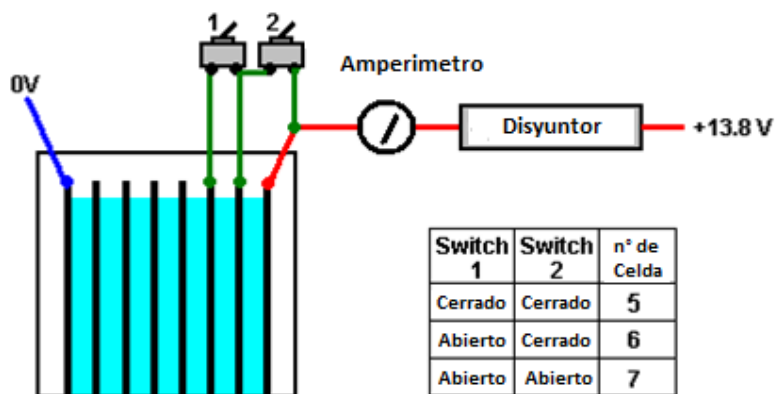 1 2
Amperimetro
0V
Disyuntor
+13.8 V
Switch 1 Switch 2 n° de Celda
Cerrado Cerrado 5
Abierto Cerrado 6
Abierto Abierto 7